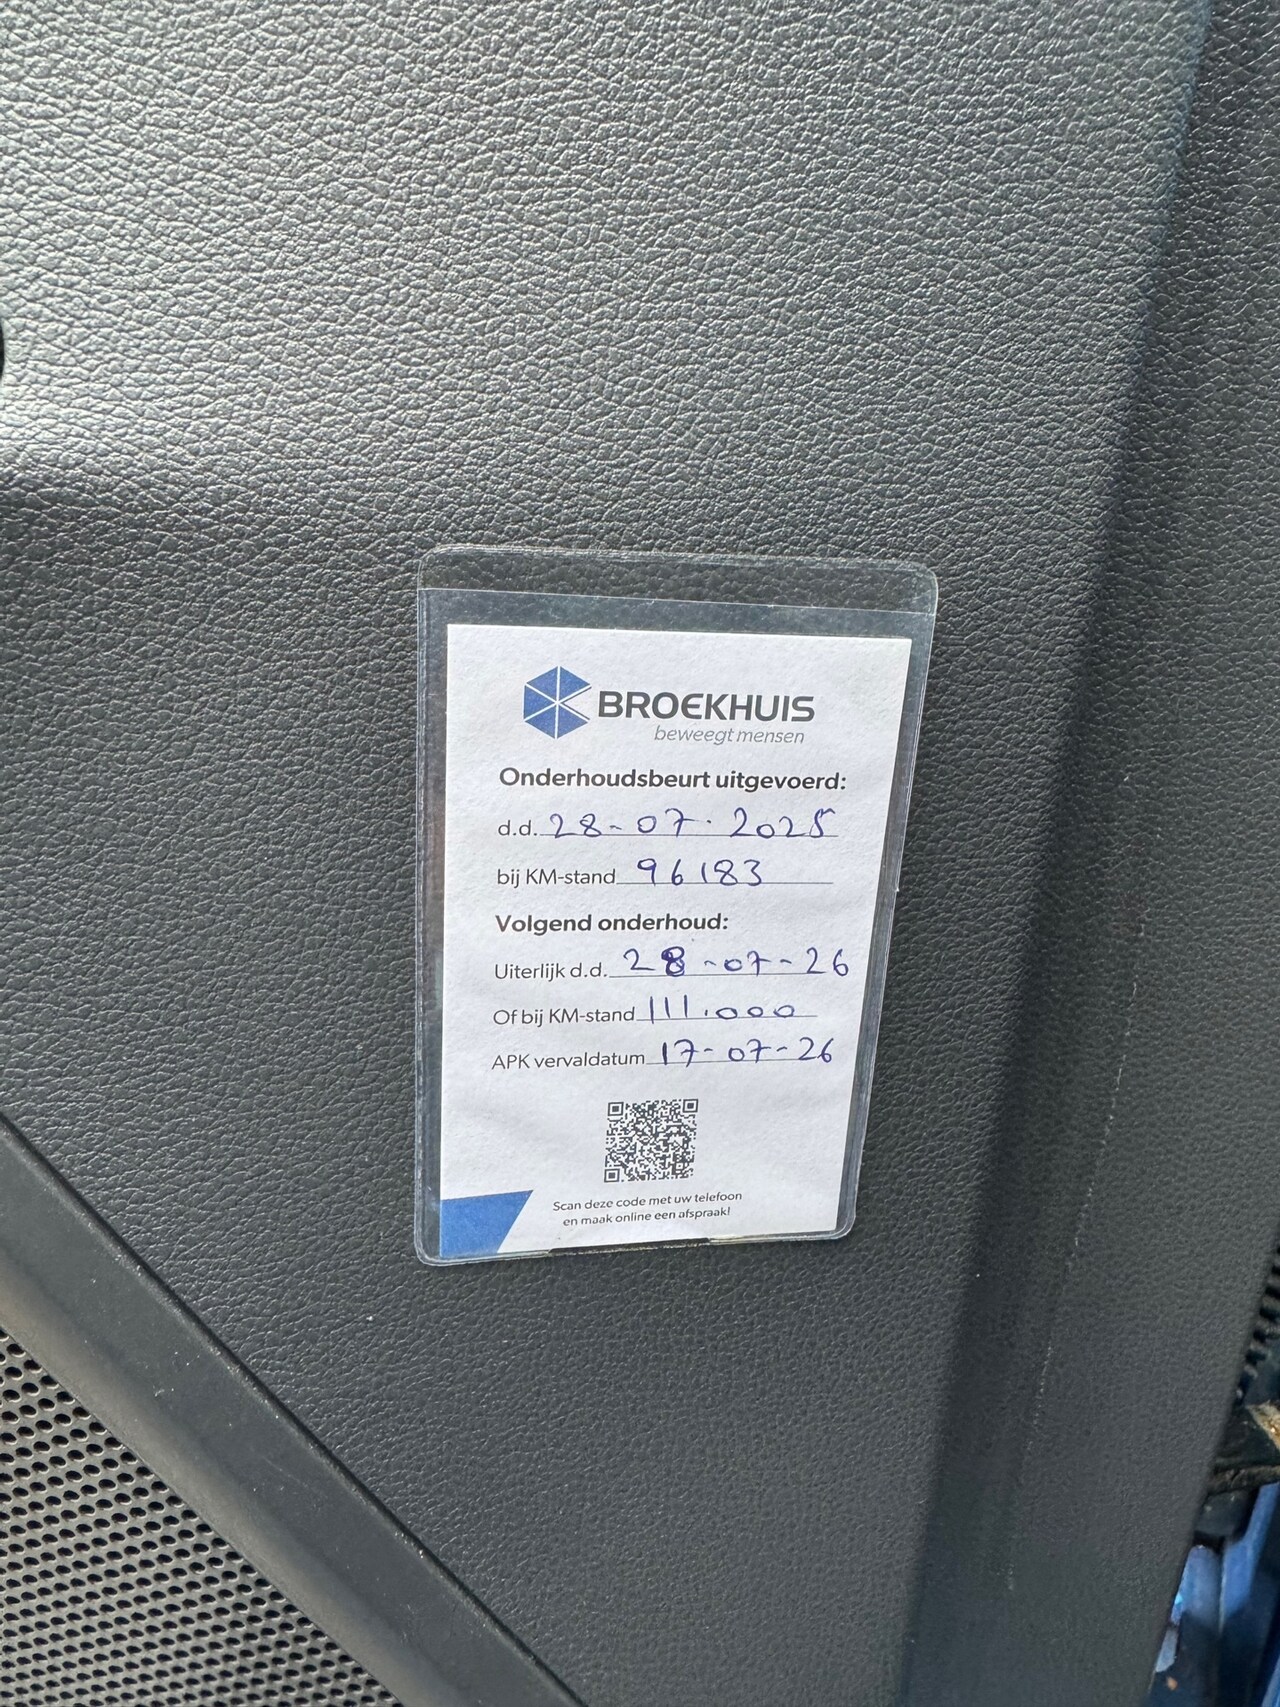 BROEKHUIS
beweegt mensen
Onderhoudsbeurt uitgevoerd:
d.d. 28-07-2025
bij KM-stand 96183
Volgend onderhoud:
Uiterlijk d.d. 28-07-26
Of bij KM-stand 111.000
APK vervaldatum 17-07-26
Scan deze code met uw telefoon
en maak online een afspraak!